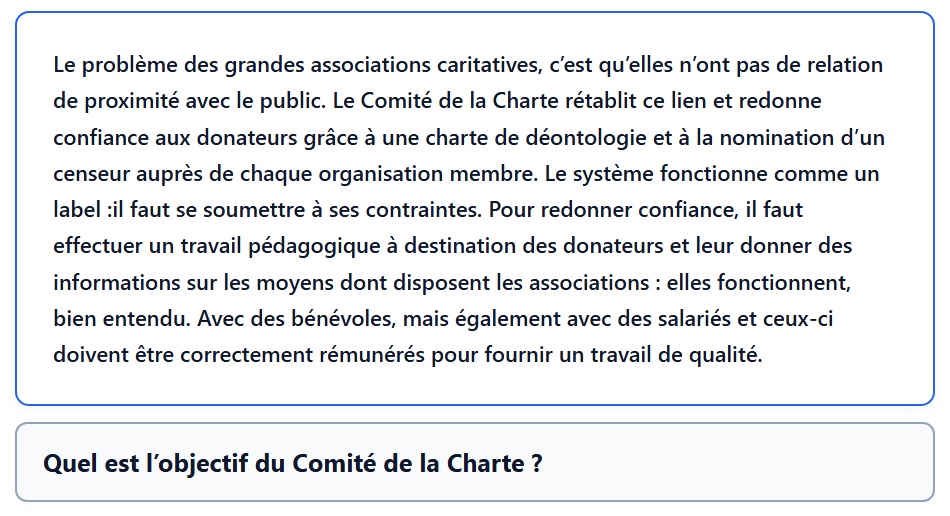 Le problème des grandes associations caritatives, c’est qu’elles n’ont pas de relation
de proximité avec le public. Le Comité de la Charte rétablit ce lien et redonne
confiance aux donateurs grâce à une charte de déontologie et à la nomination d’un
censeur auprès de chaque organisation membre. Le système fonctionne comme un
label :il faut se soumettre à ses contraintes. Pour redonner confiance, il faut
effectuer un travail pédagogique à destination des donateurs et leur donner des
informations sur les moyens dont disposent les associations : elles fonctionnent,
bien entendu. Avec des bénévoles, mais également avec des salariés et ceux-ci
doivent être correctement rémunérés pour fournir un travail de qualité.
Quel est l’objectif du Comité de la Charte ?